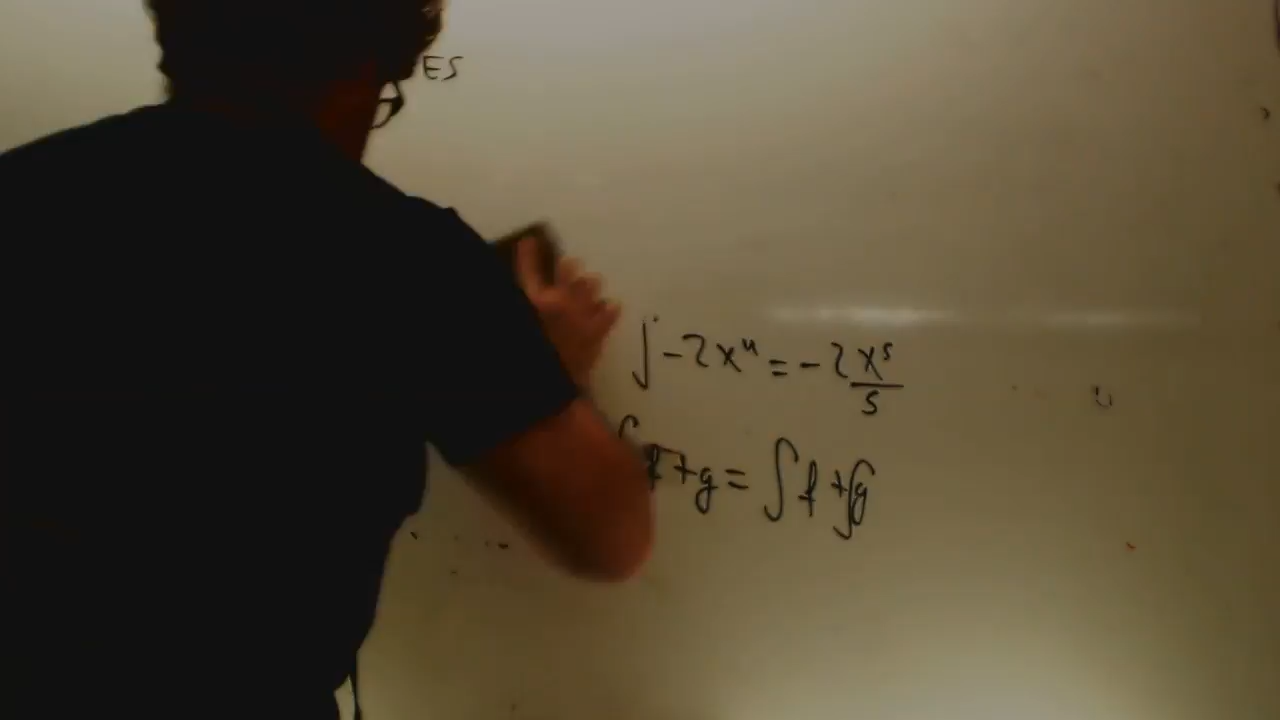 ES
∫ -2x⁴ = -2 x⁵/5
∫ f+g = ∫ f + ∫ g